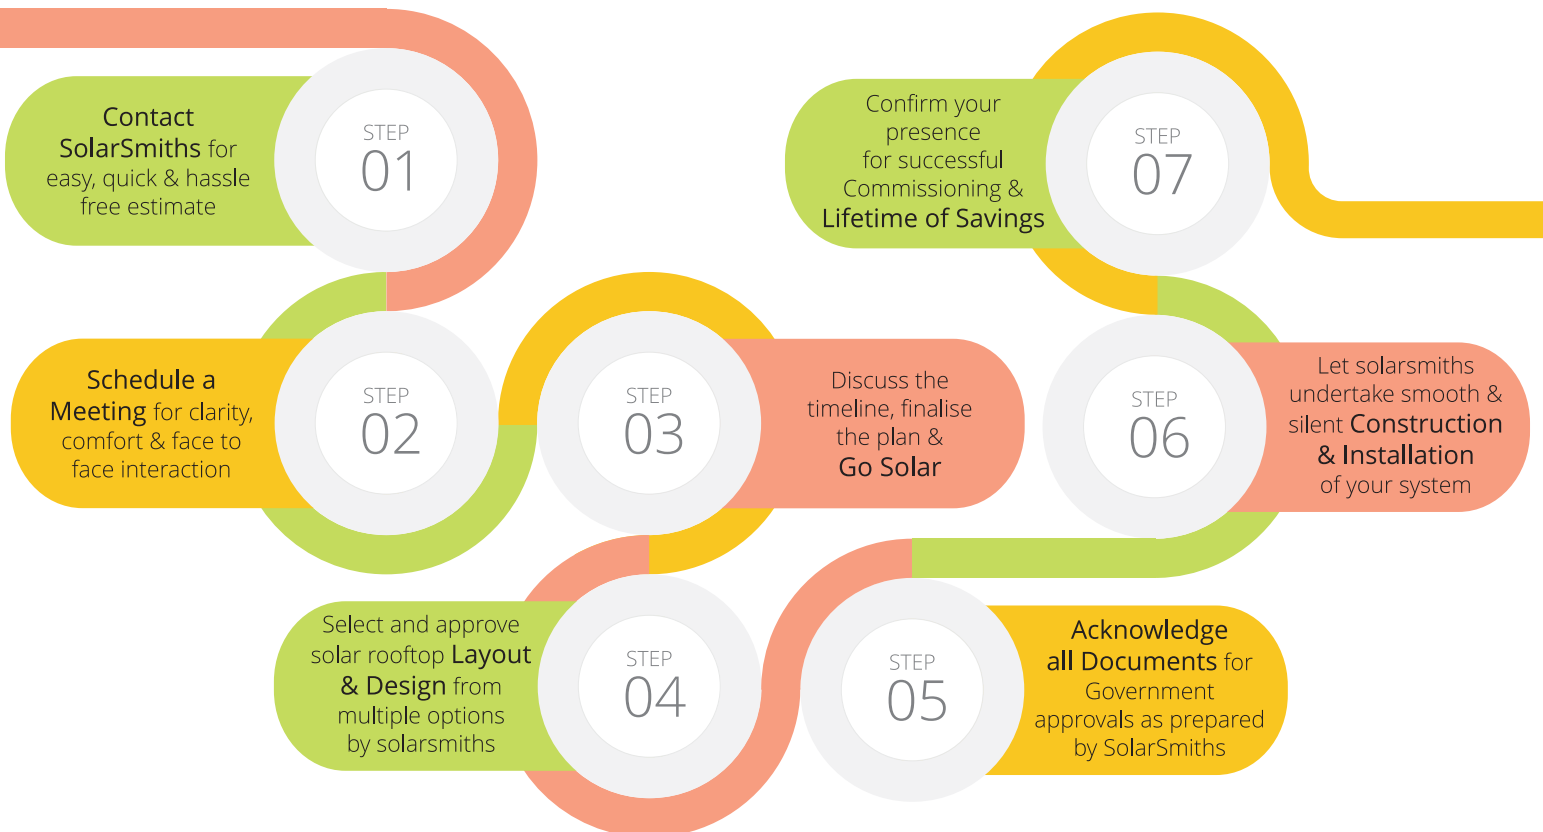 Contact
SolarSmiths for
easy, quick & hassle
free estimate
STEP
01
Schedule a
Meeting for clarity,
comfort & face to
face interaction
STEP
02
STEP
03
Discuss the
timeline, finalise
the plan &
Go Solar
Select and approve
solar rooftop Layout
& Design from
multiple options
by solarsmiths
STEP
04
STEP
05
Acknowledge
all Documents for
Government
approvals as prepared
by SolarSmiths
STEP
06
Let solarsmiths
undertake smooth &
silent Construction
& Installation
of your system
Confirm your
presence
for successful
Commissioning &
Lifetime of Savings
STEP
07